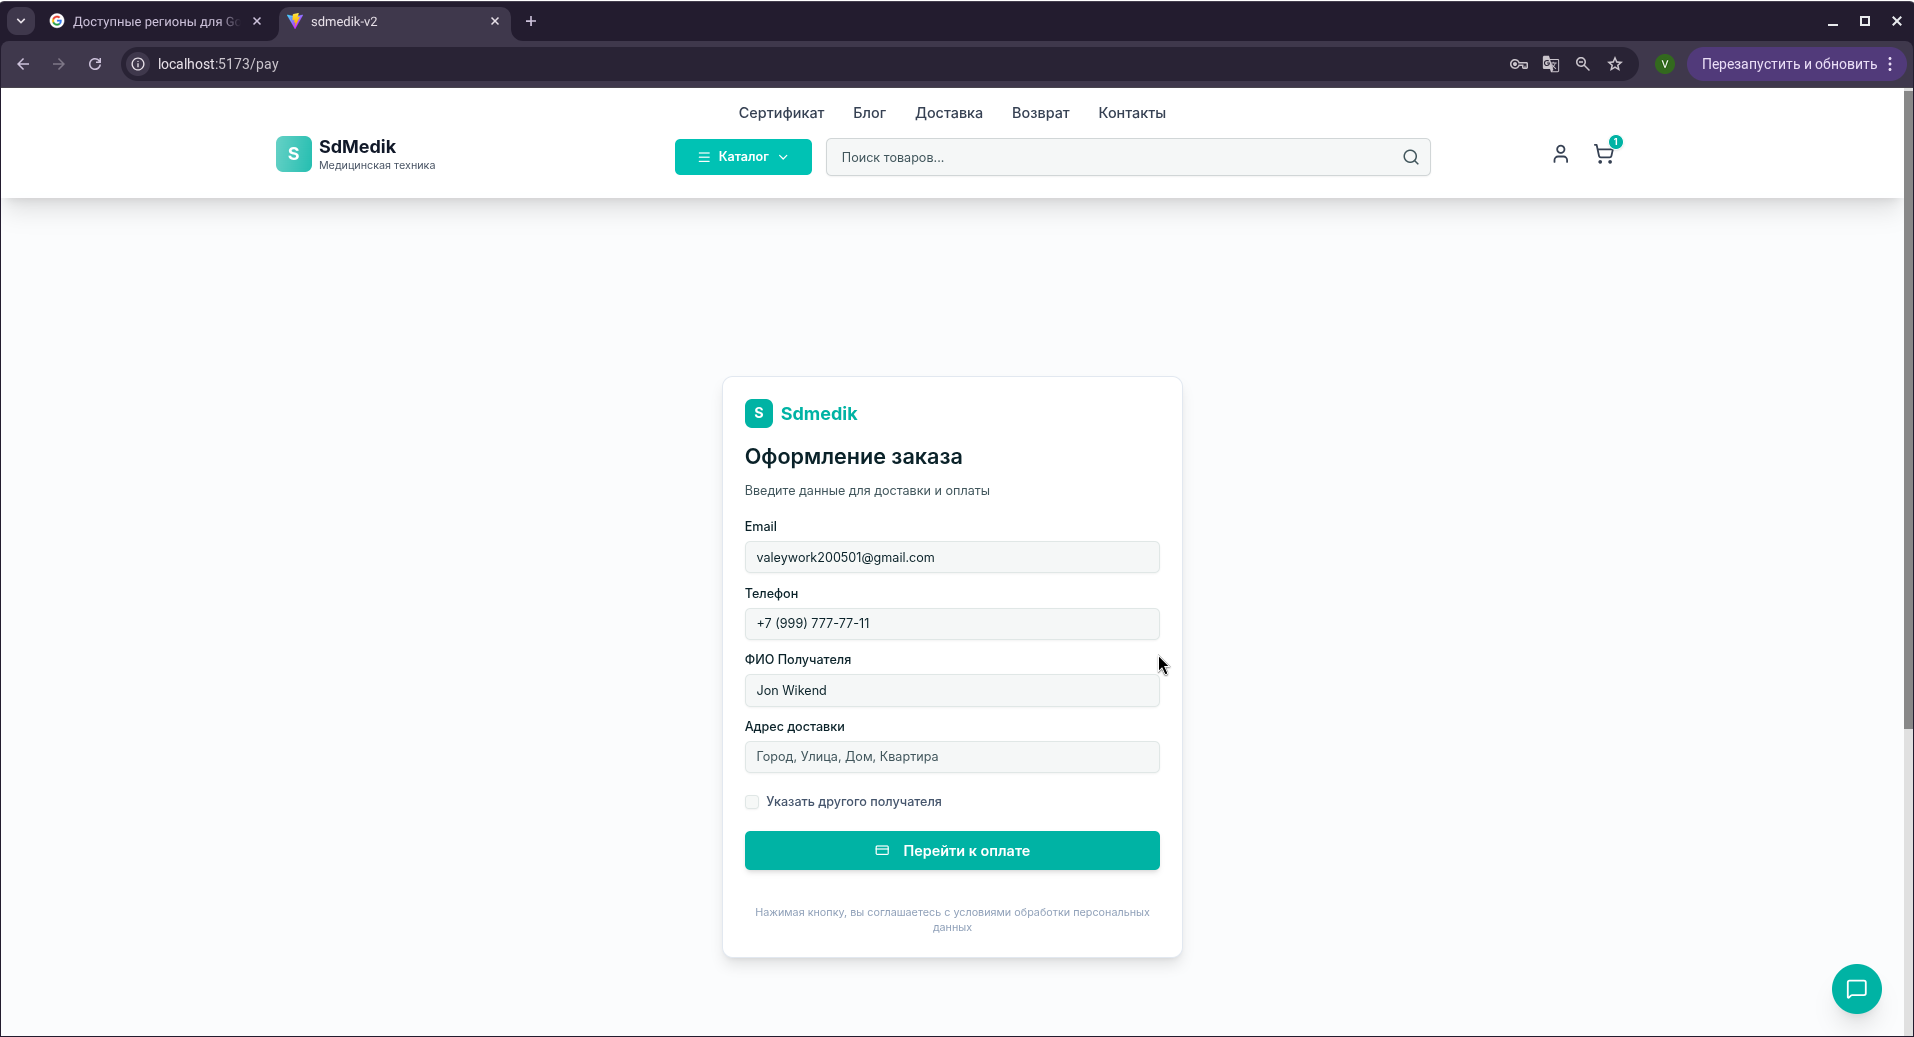 Доступные регионы для Go
sdmedik-v2
localhost:5173/pay
V
Перезапустить и обновить
Сертификат Блог Доставка Возврат Контакты
S
SdMedik
Медицинская техника
Каталог
Поиск товаров...
1
S Sdmedik
Оформление заказа
Введите данные для доставки и оплаты
Email
valeywork200501@gmail.com
Телефон
+7 (999) 777-77-11
ФИО Получателя
Jon Wikend
Адрес доставки
Город, Улица, Дом, Квартира
Указать другого получателя
Перейти к оплате
Нажимая кнопку, вы соглашаетесь с условиями обработки персональных
данных